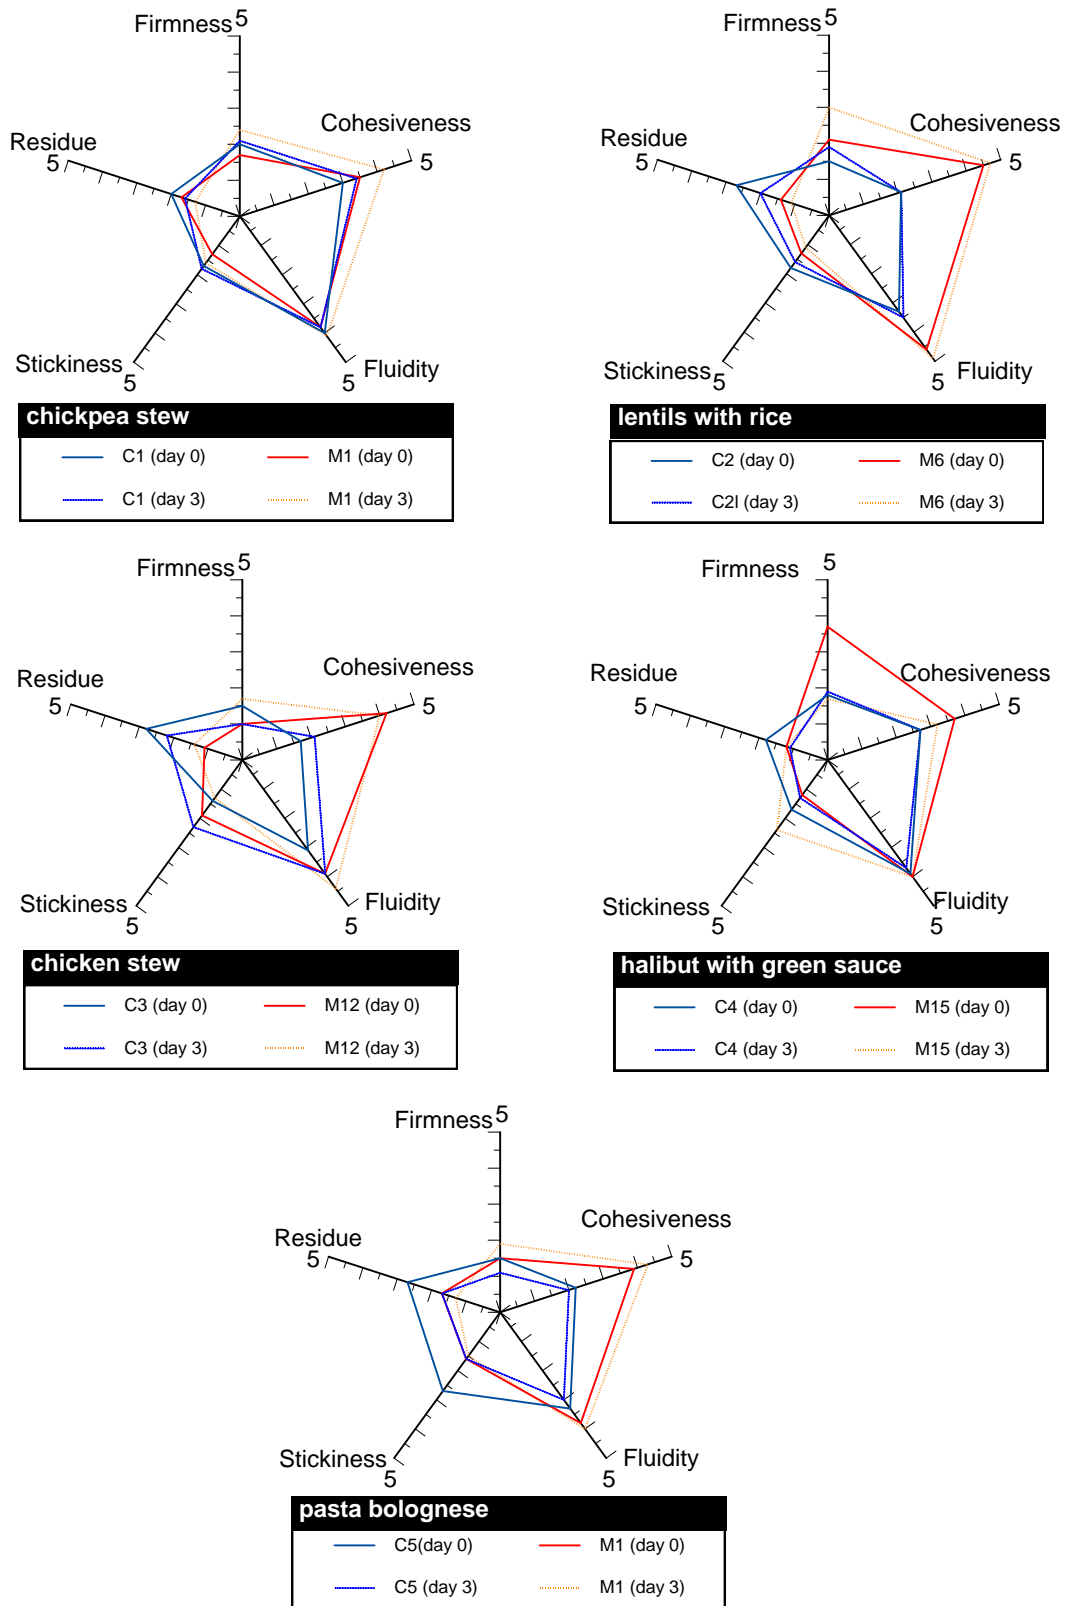 5
Firmness
Cohesiveness
5
Residue
5
Stickiness
5
Fluidity
5
chickpea stew
C1 (day 0) M1 (day 0)
C1 (day 3) M1 (day 3)
5
Firmness
Cohesiveness
5
Residue
5
Stickiness
5
Fluidity
5
lentils with rice
C2 (day 0) M6 (day 0)
C2l (day 3) M6 (day 3)
5
Firmness
Cohesiveness
5
Residue
5
Stickiness
5
Fluidity
5
chicken stew
C3 (day 0) M12 (day 0)
C3 (day 3) M12 (day 3)
5
Firmness
Cohesiveness
5
Residue
5
Stickiness
5
Fluidity
5
halibut with green sauce
C4 (day 0) M15 (day 0)
C4 (day 3) M15 (day 3)
5
Firmness
Cohesiveness
5
Residue
5
Stickiness
5
Fluidity
5
pasta bolognese
C5(day 0) M1 (day 0)
C5 (day 3) M1 (day 3)